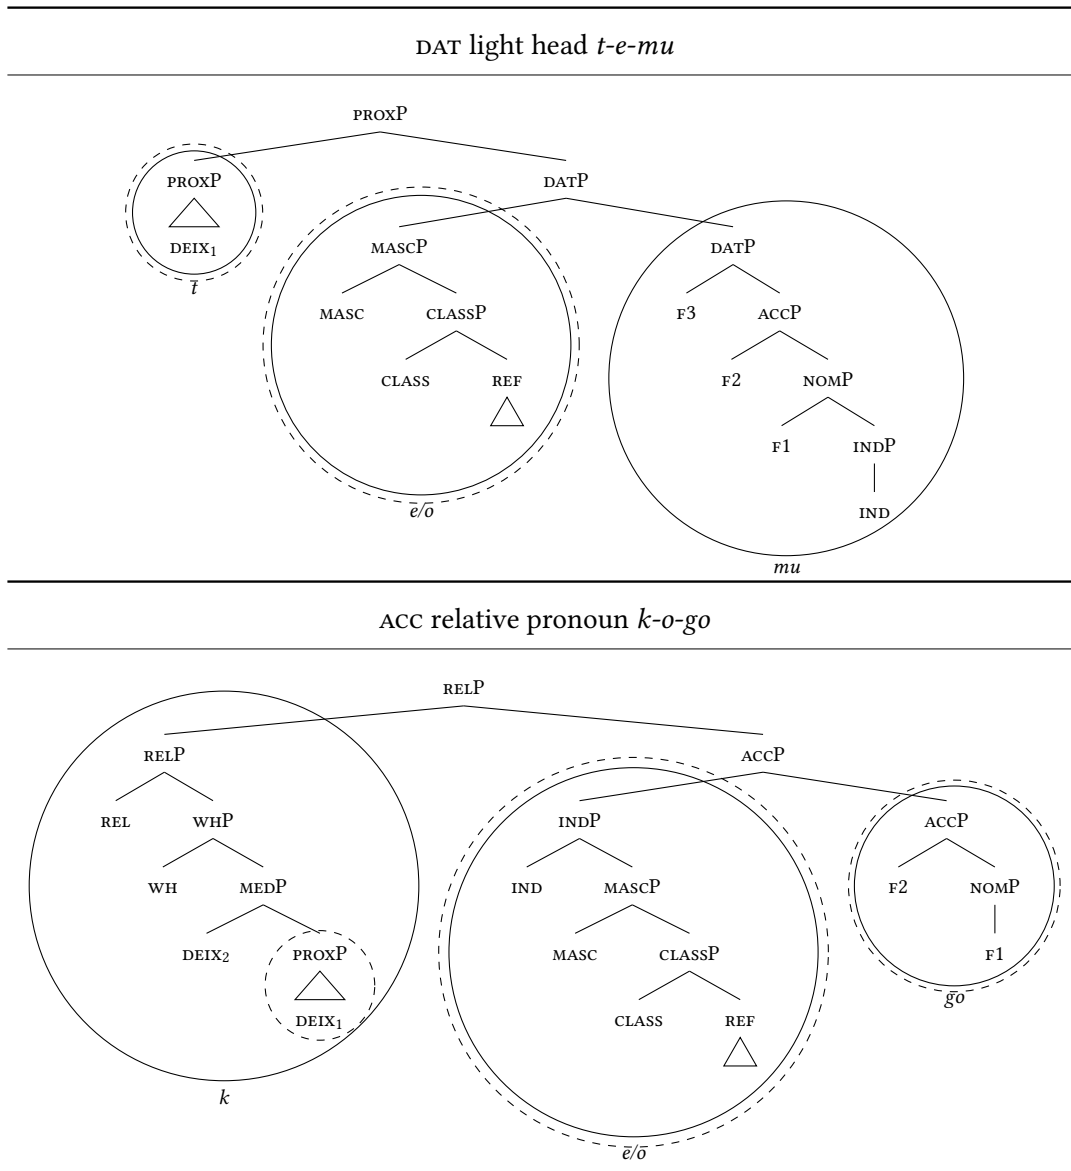 DAT light head t-e-mu
PROXP
PROXP DATP
DEIX₁ MASCP DATP
t
MASC CLASSP F3 ACCP
CLASS REF F2 NOMP
F1 INDP
e/o IND
mu
ACC relative pronoun k-o-go
RELP
RELP ACCP
REL WHP INDP ACCP
WH MEDP IND MASCP F2 NOMP
DEIX₂ PROXP MASC CLASSP F1
go
DEIX₁ CLASS REF
k
e/o